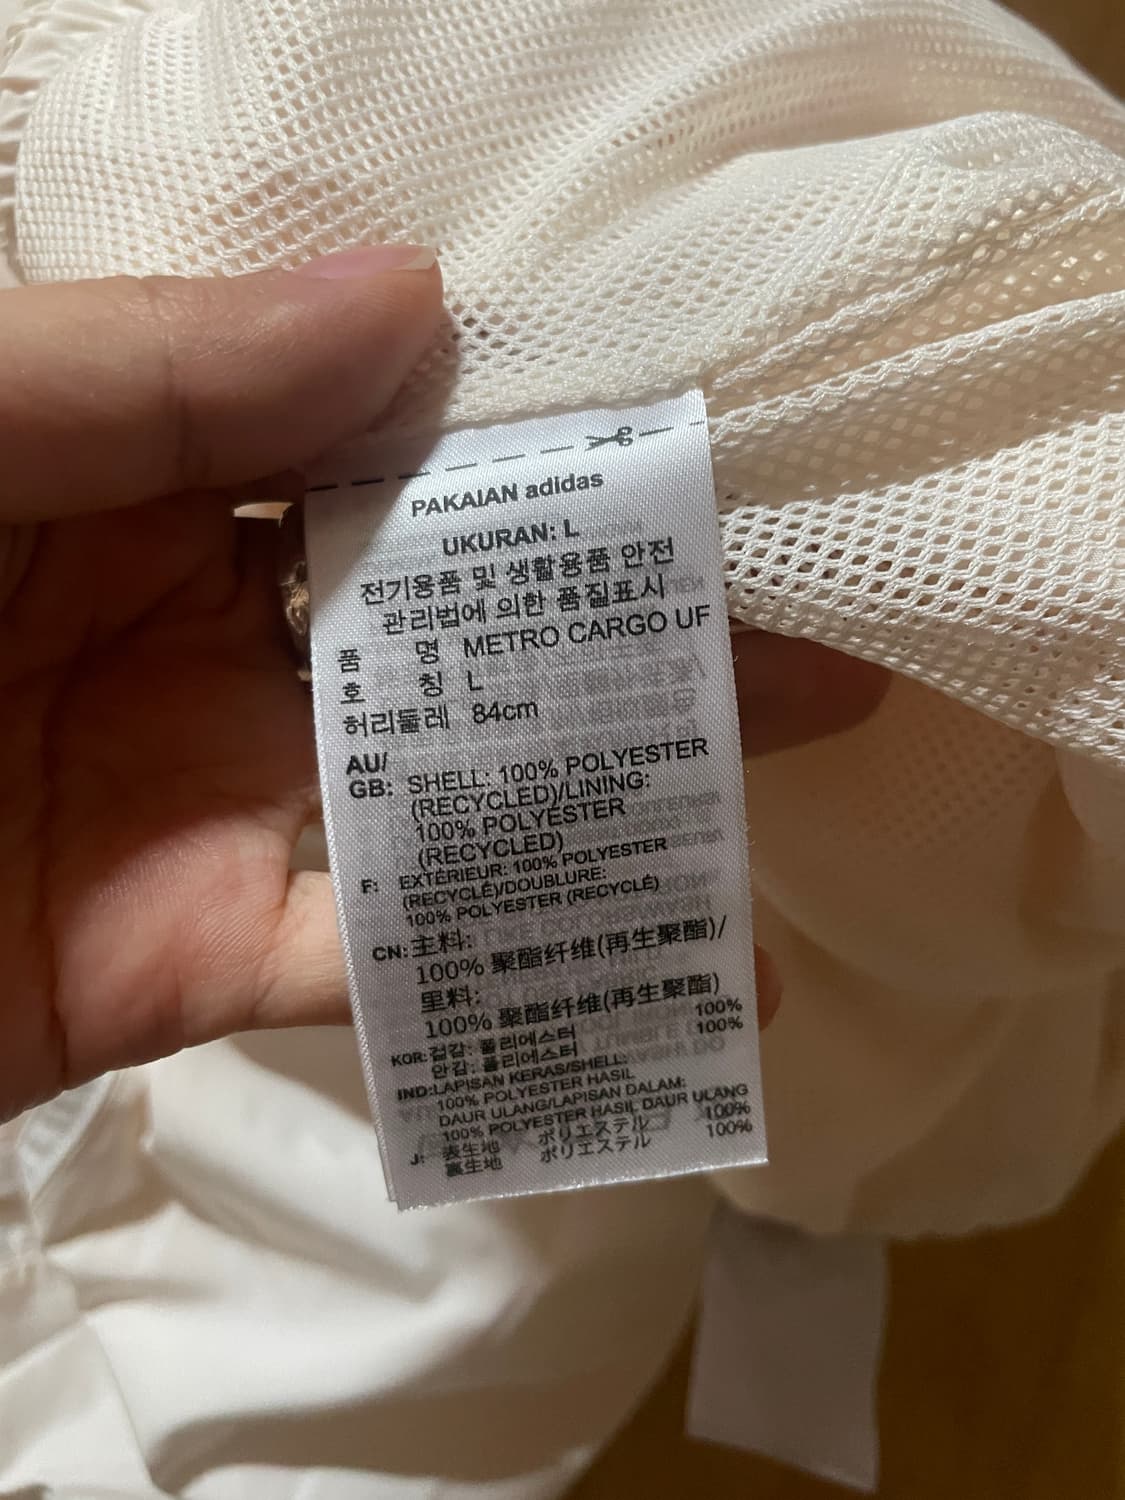 PAKAIAN adidas
UKURAN: L
전기용품 및 생활용품 안전
관리법에 의한 품질표시
품 명 METRO CARGO UF
호 칭 L
허리둘레 84cm
AU/
GB: SHELL: 100% POLYESTER
(RECYCLED)/LINING:
100% POLYESTER
(RECYCLED)
F: EXTÉRIEUR: 100% POLYESTER
(RECYCLÉ)/DOUBLURE:
100% POLYESTER (RECYCLÉ)
CN: 主料:
100% 聚酯纤维(再生聚酯)/
里料:
100% 聚酯纤维(再生聚酯)
KOR: 겉감: 폴리에스터 100%
안감: 폴리에스터 100%
IND:LAPISAN KERAS/SHELL:
100% POLYESTER HASIL
DAUR ULANG/LAPISAN DALAM:
100% POLYESTER HASIL DAUR ULANG
J: 表生地 ポリエステル 100%
裏生地 ポリエステル 100%